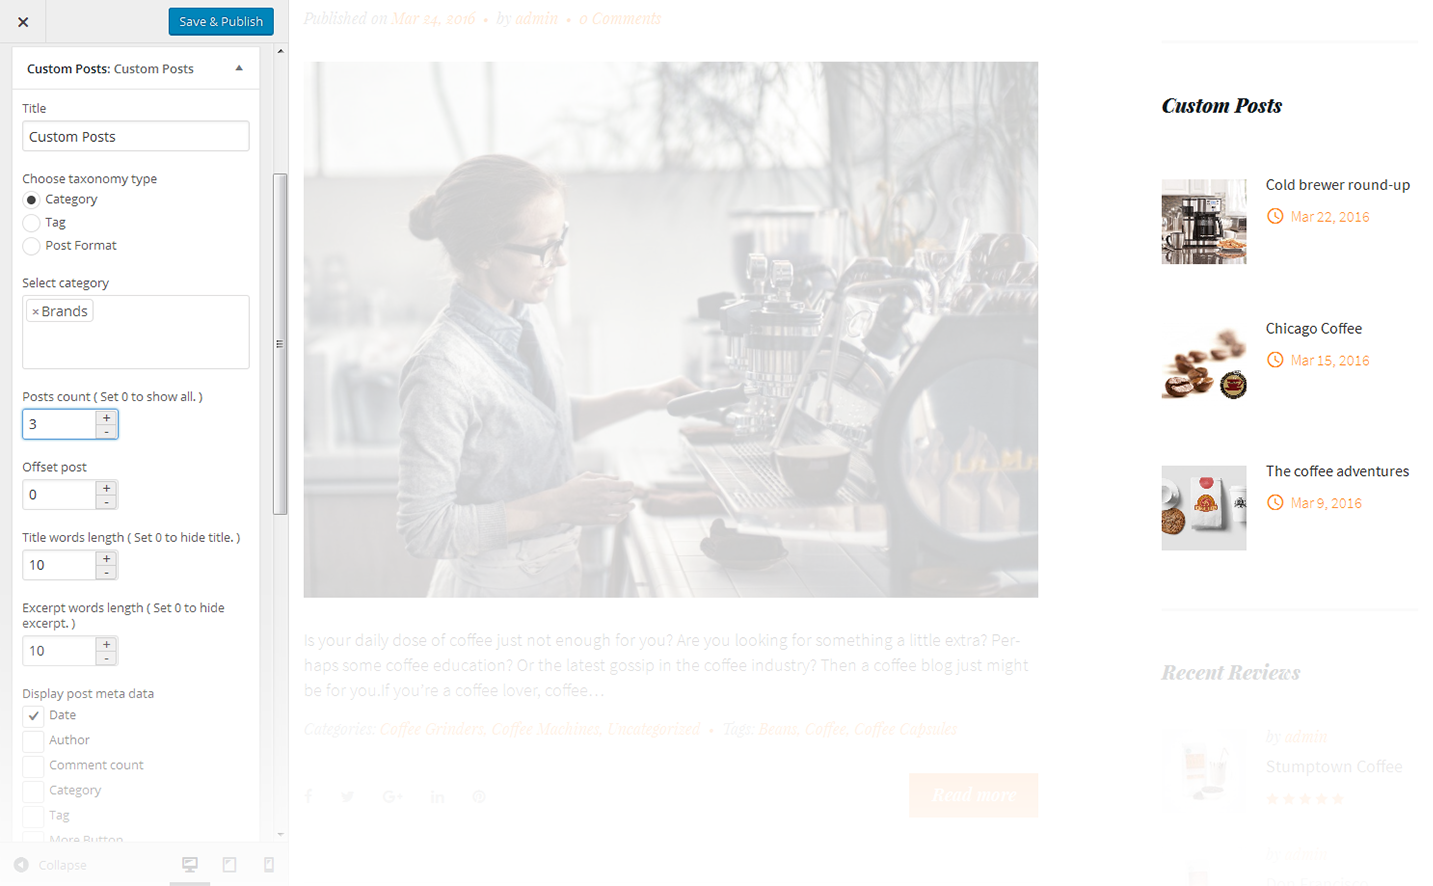 Save & Publish
Custom Posts: Custom Posts
Title
Custom Posts
Choose taxonomy type
Category
Tag
Post Format
Select category
×Brands
Posts count ( Set 0 to show all. )
3
+
-
Offset post
0
+
-
Title words length ( Set 0 to hide title. )
10
+
-
Excerpt words length ( Set 0 to hide
excerpt. )
10
+
-
Display post meta data
Date
Author
Comment count
Category
Tag
More Button
Collapse
Published on Mar 24, 2016 • by admin • 0 Comments
Is your daily dose of coffee just not enough for you? Are you looking for something a little extra? Per-
haps some coffee education? Or the latest gossip in the coffee industry? Then a coffee blog just might
be for you.If you're a coffee lover, coffee…
Categories: Coffee Grinders, Coffee Machines, Uncategorised • Tags: Beans, Coffee, Coffee Capsules
Read more
Custom Posts
Cold brewer round-up
Mar 22, 2016
Chicago Coffee
Mar 15, 2016
The coffee adventures
Mar 9, 2016
Recent Reviews
by admin
Stumptown Coffee
by admin
Don Francisco